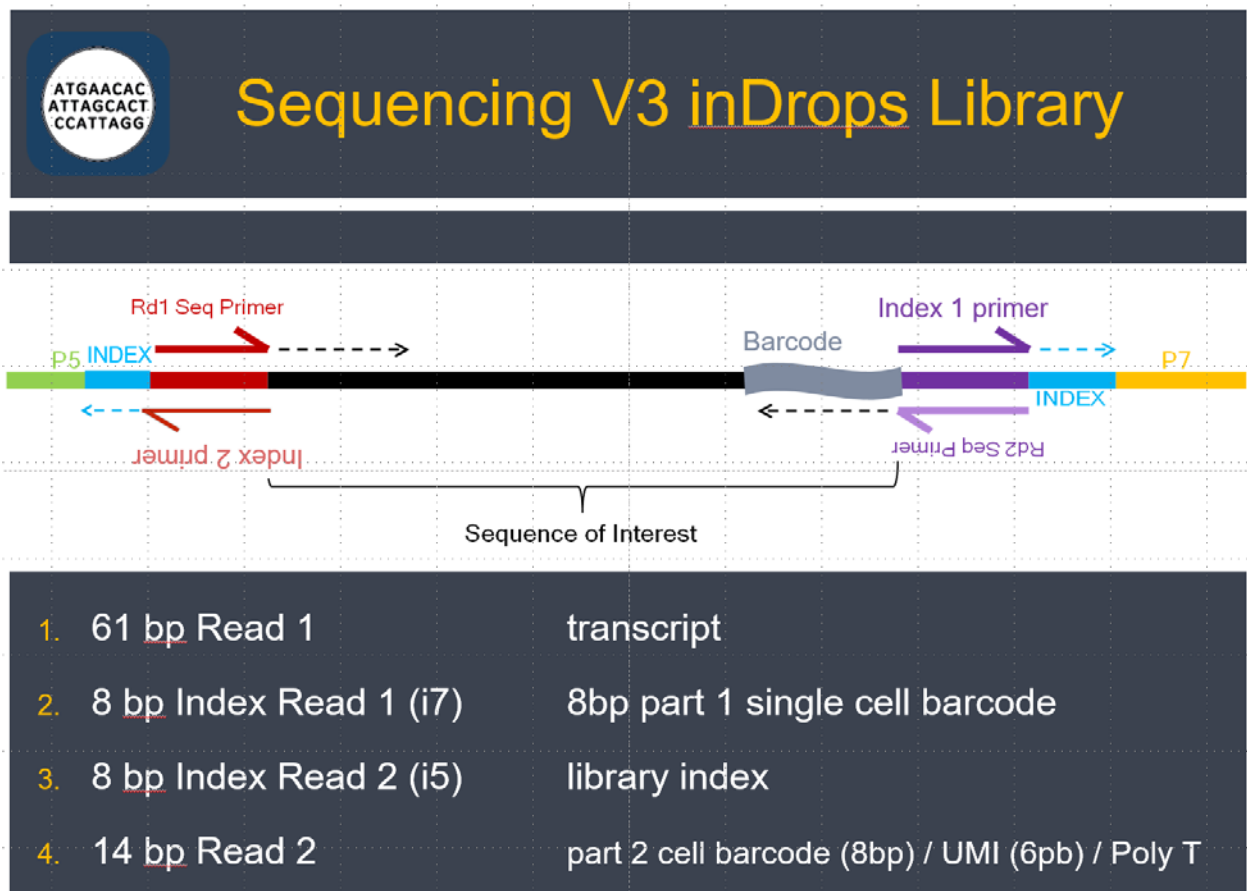 ATGAACAC
ATTAGCACT
CCATTAGG
Sequencing V3 inDrops Library
Rd1 Seq Primer
Index 1 primer
Barcode
P5
INDEX
P7
INDEX
Index 2 primer
Rd2 Seq Primer
Sequence of Interest
1. 61 bp Read 1 transcript
2. 8 bp Index Read 1 (i7) 8bp part 1 single cell barcode
3. 8 bp Index Read 2 (i5) library index
4. 14 bp Read 2 part 2 cell barcode (8bp) / UMI (6pb) / Poly T